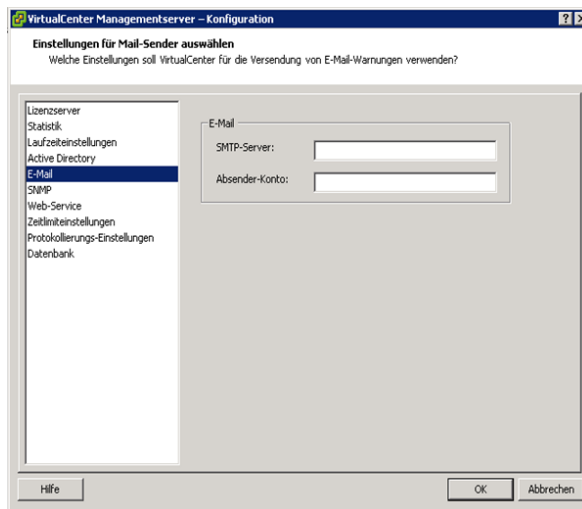 VirtualCenter Managementserver – Konfiguration
Einstellungen für Mail-Sender auswählen
Welche Einstellungen soll VirtualCenter für die Versendung von E-Mail-Warnungen verwenden?
Lizenzserver
Statistik
Laufzeiteinstellungen
Active Directory
E-Mail
SNMP
Web-Service
Zeitlimiteinstellungen
Protokollierungs-Einstellungen
Datenbank
E-Mail
SMTP-Server:
Absender-Konto:
Hilfe
OK
Abbrechen